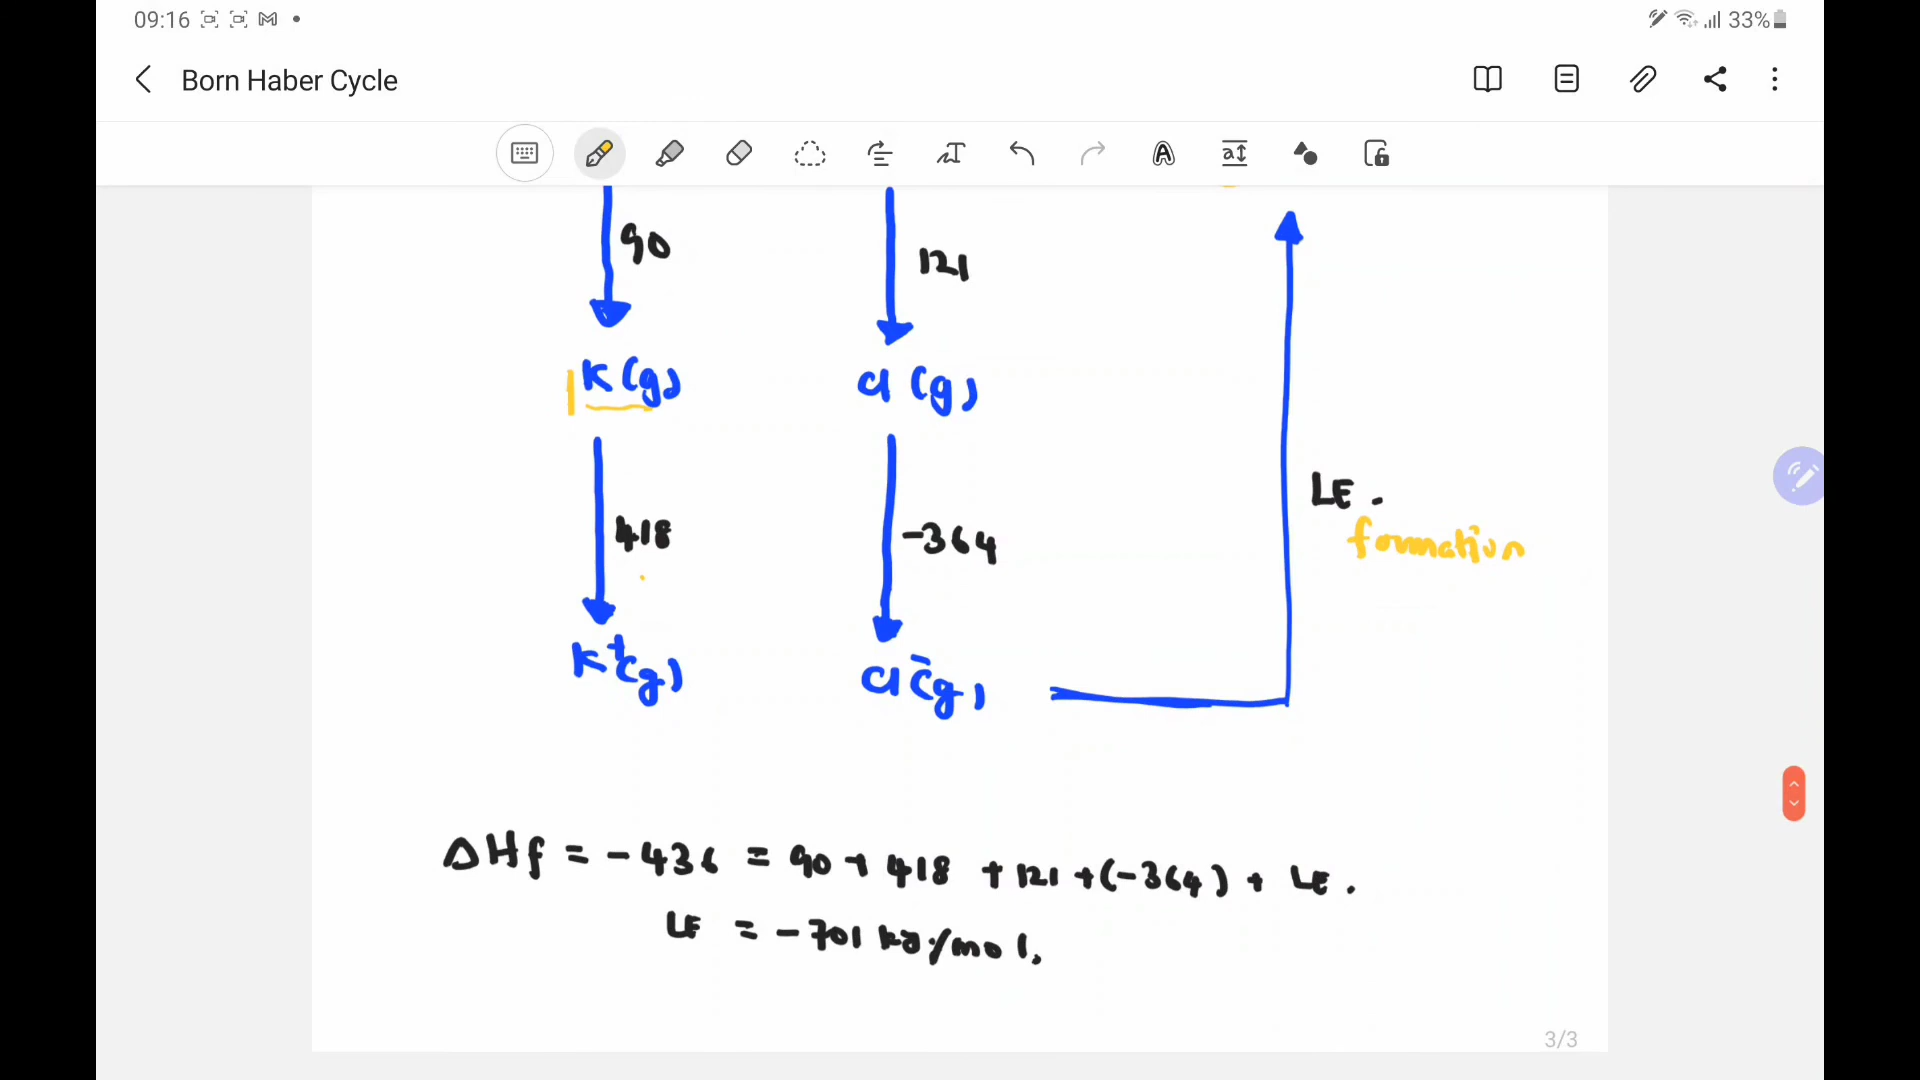 09:16
33%
Born Haber Cycle
90
121
K(g)
Cl(g)
LE.
formation
418
-364
K+(g)
Cl-(g)
ΔHf = -436 = 90 + 418 + 121 + (-364) + LE.
LE = -701 kJ/mol.
3/3